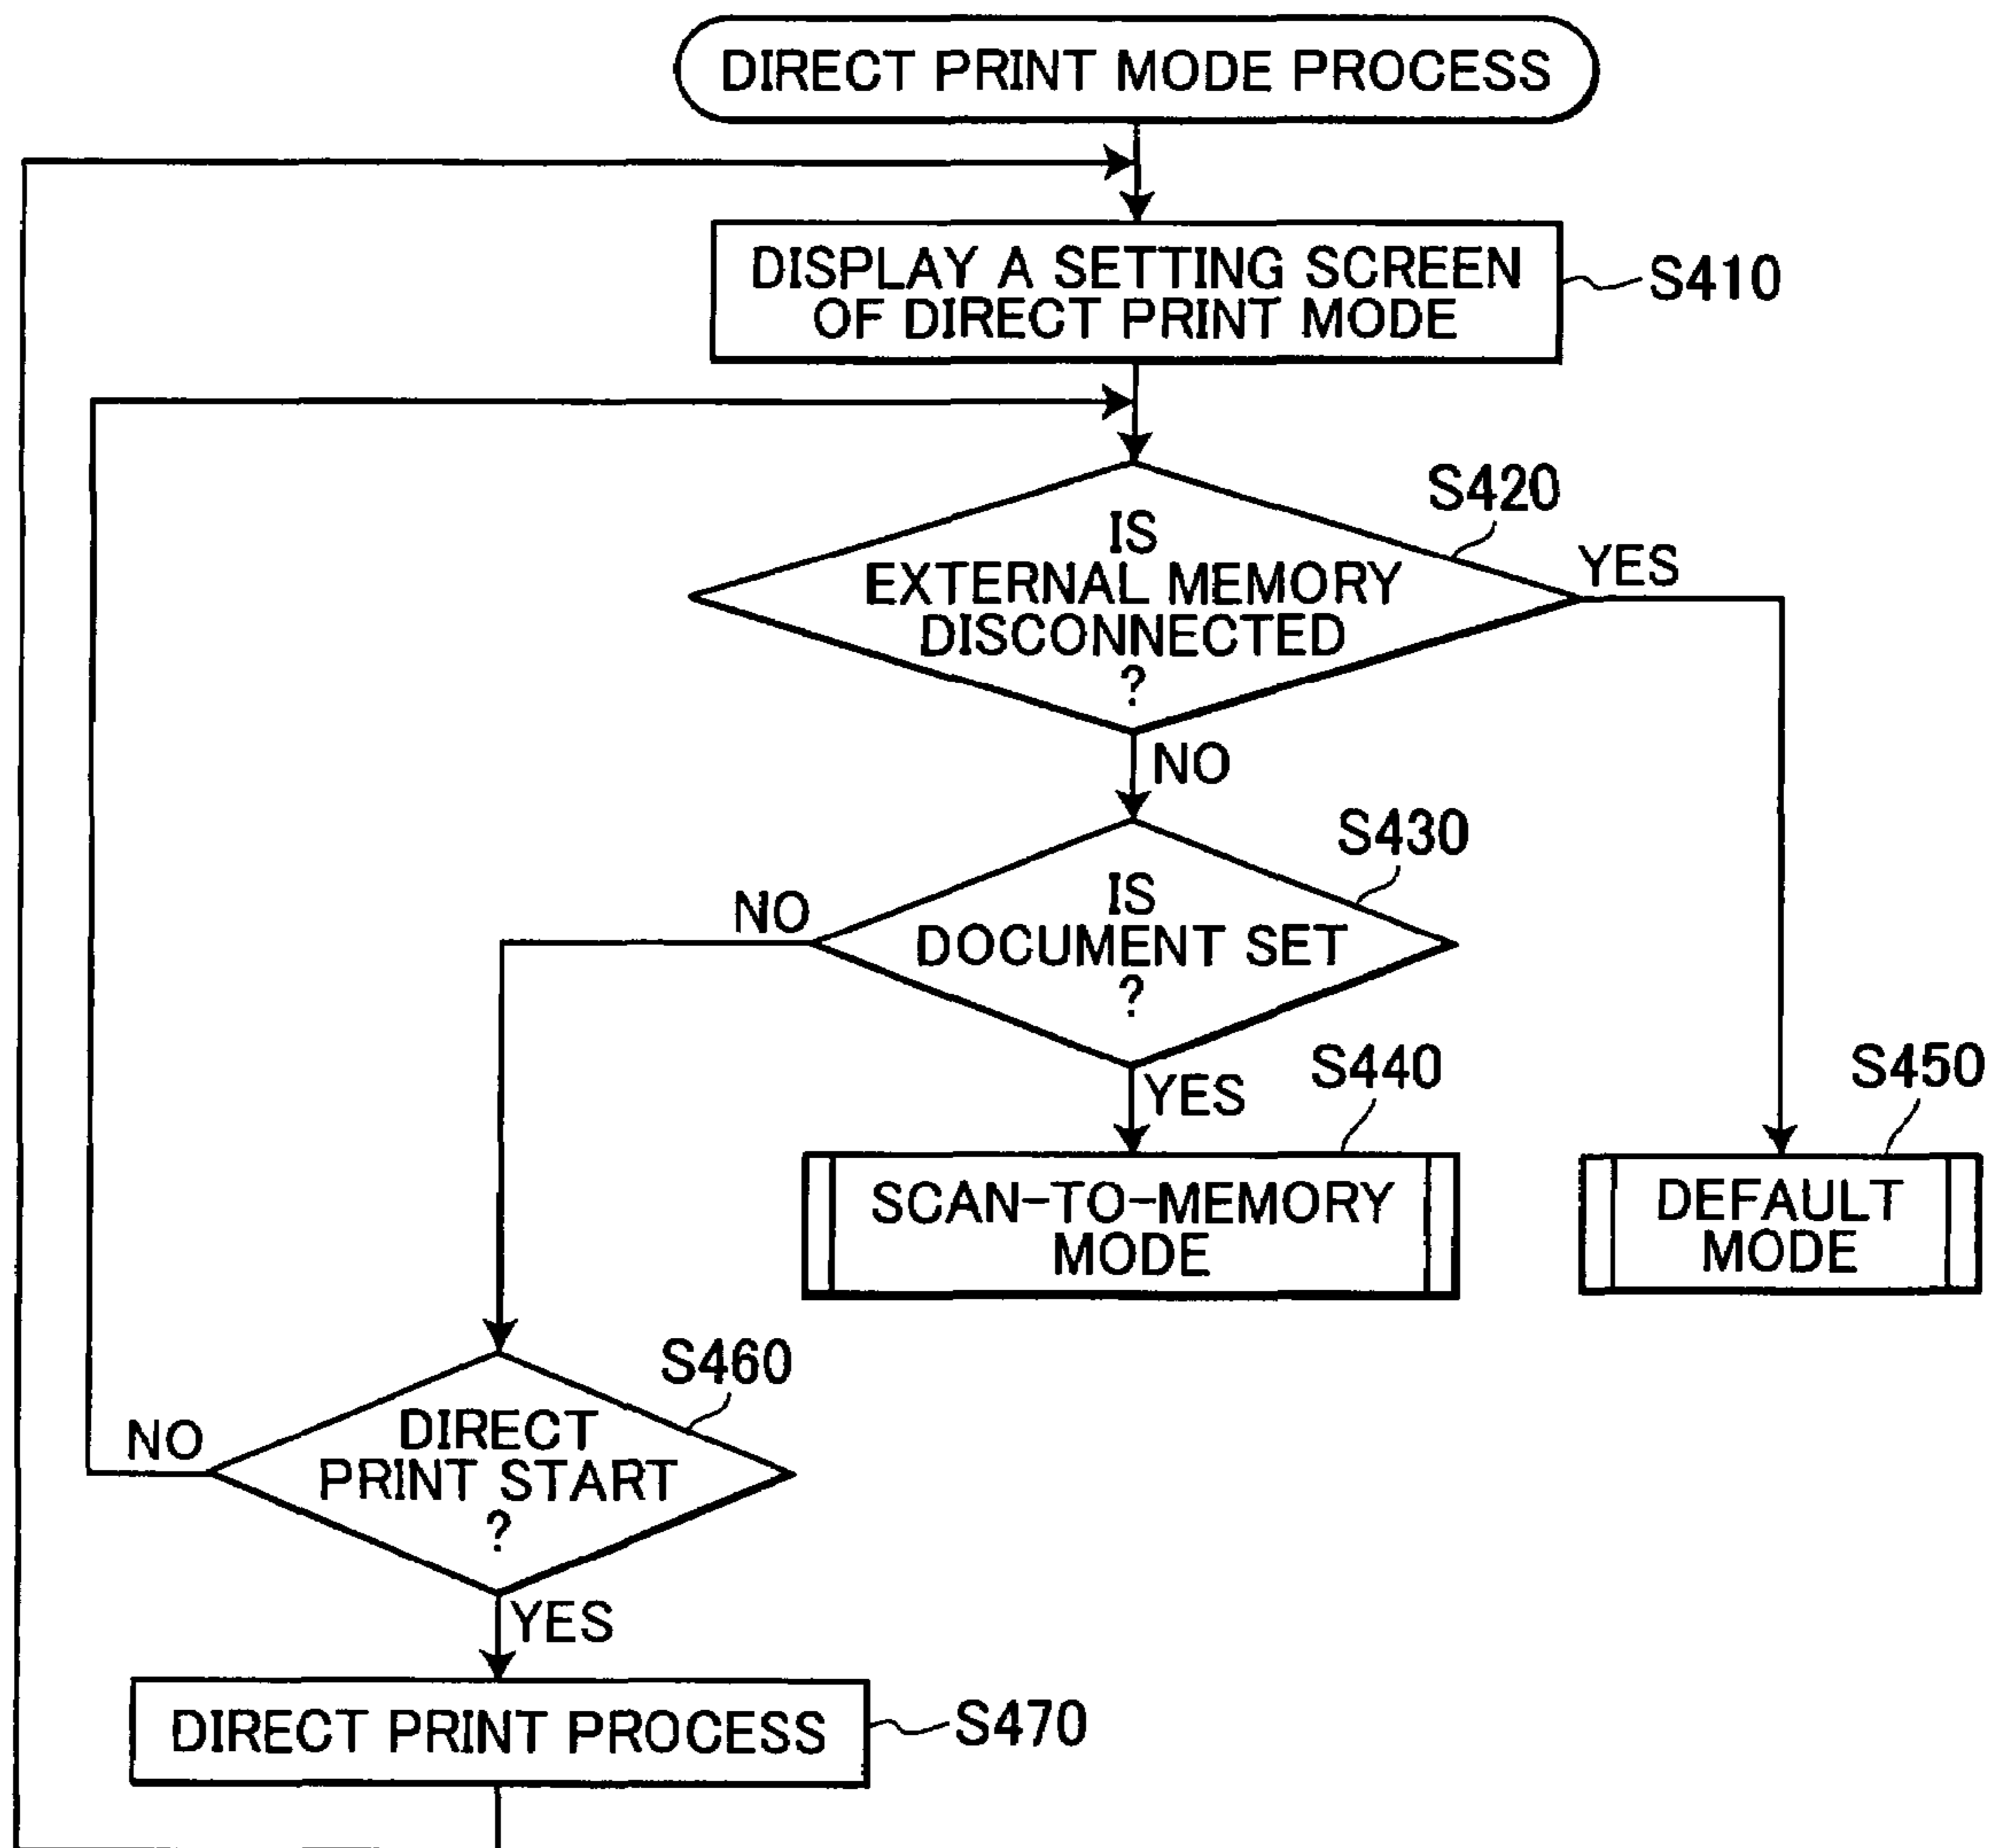 DIRECT PRINT MODE PROCESS
DISPLAY A SETTING SCREEN
OF DIRECT PRINT MODE
S410
S420
IS
EXTERNAL MEMORY
DISCONNECTED
?
YES
NO
S430
IS
DOCUMENT SET
?
NO
YES
S440
SCAN-TO-MEMORY
MODE
S450
DEFAULT
MODE
S460
DIRECT
PRINT START
?
NO
YES
DIRECT PRINT PROCESS
S470